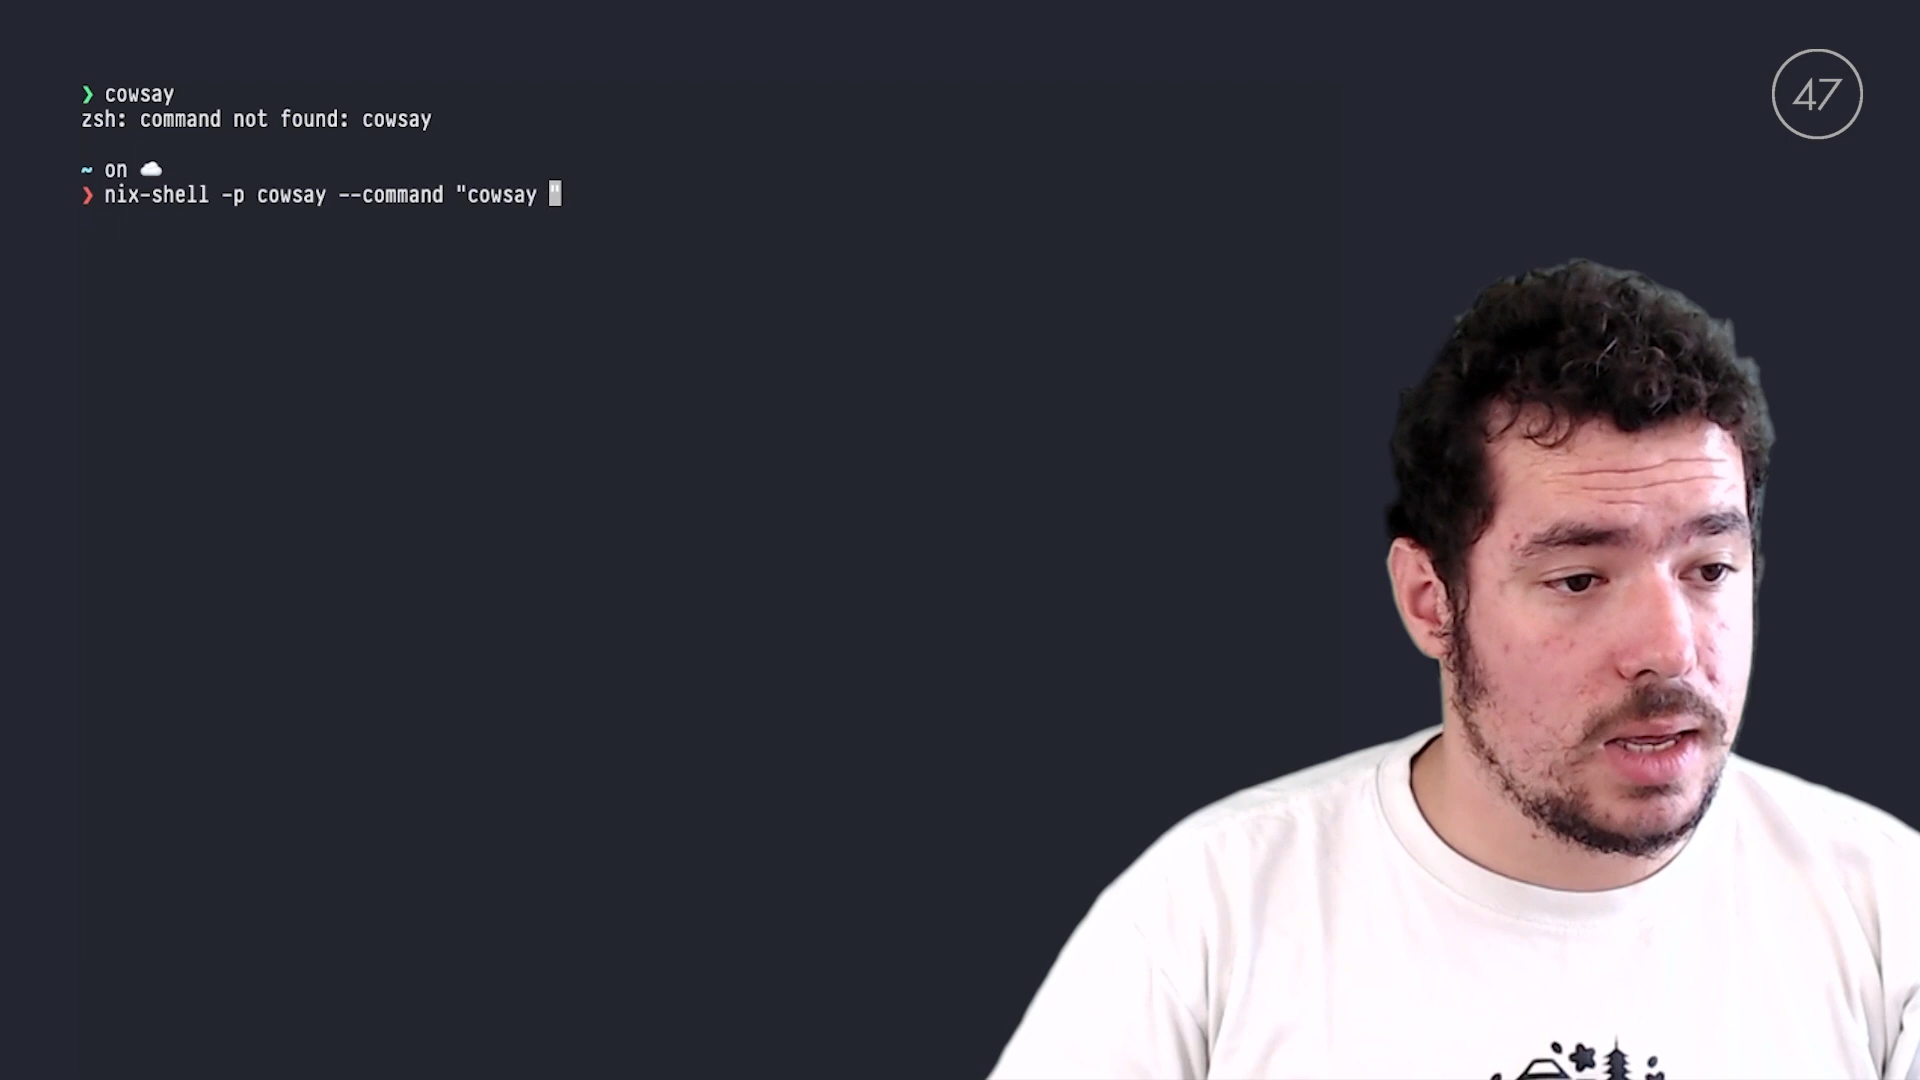 ❯ cowsay
zsh: command not found: cowsay
~ on ☁️
❯ nix-shell -p cowsay --command "cowsay "
47